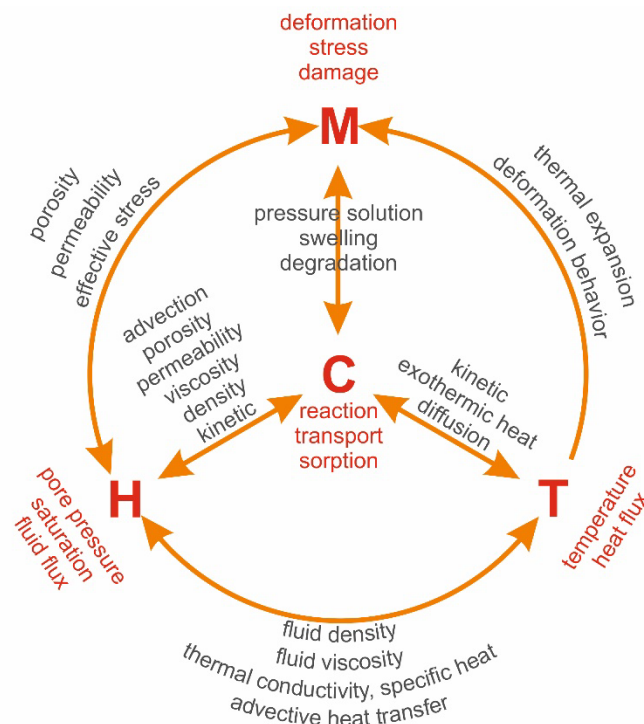 deformation
stress
damage
M
porosity
permeability
effective stress
thermal expansion
deformation behavior
pressure solution
swelling
degradation
advection
porosity
permeability
viscosity
density
kinetic
C
reaction
transport
sorption
kinetic
exothermic heat
diffusion
H
pore pressure
saturation
fluid flux
T
temperature
heat flux
fluid density
fluid viscosity
thermal conductivity, specific heat
advective heat transfer